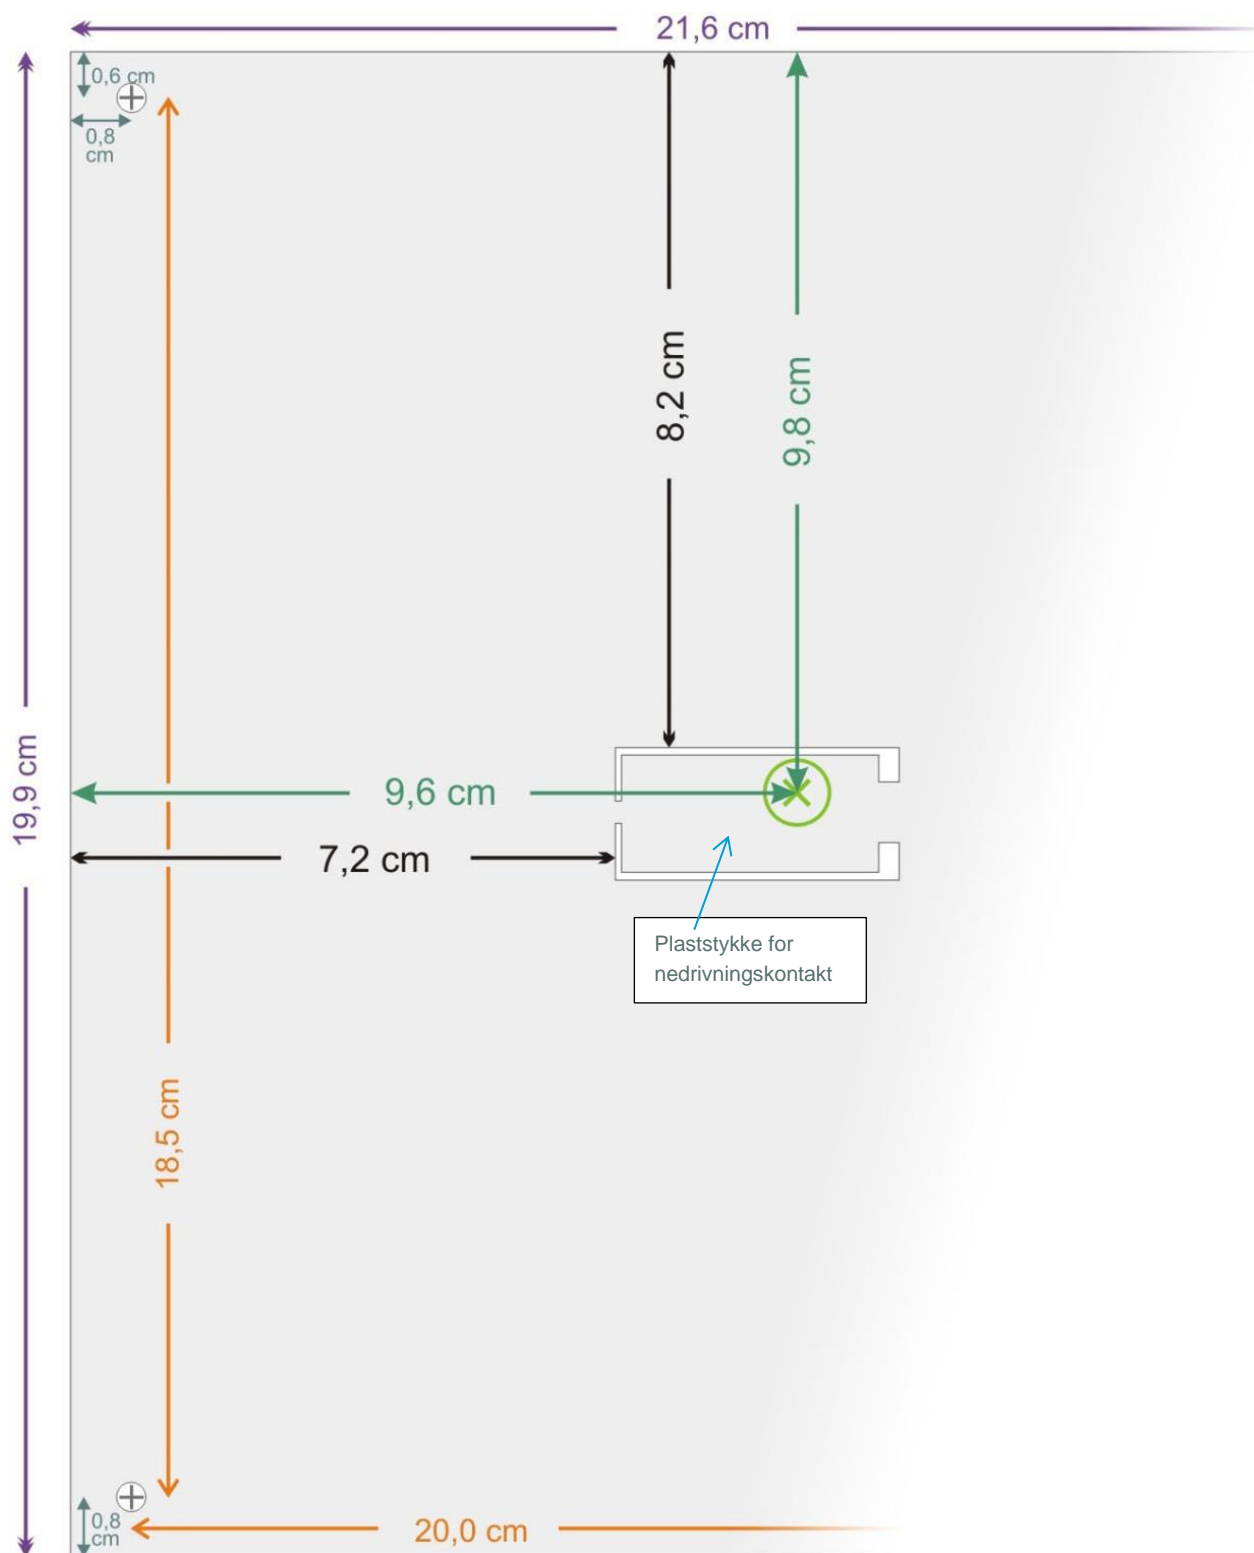 21,6 cm
0,6 cm
0,8
cm
8,2 cm
9,8 cm
19,9 cm
9,6 cm
7,2 cm
Plaststykke for
nedrivningskontakt
18,5 cm
0,8
cm
20,0 cm